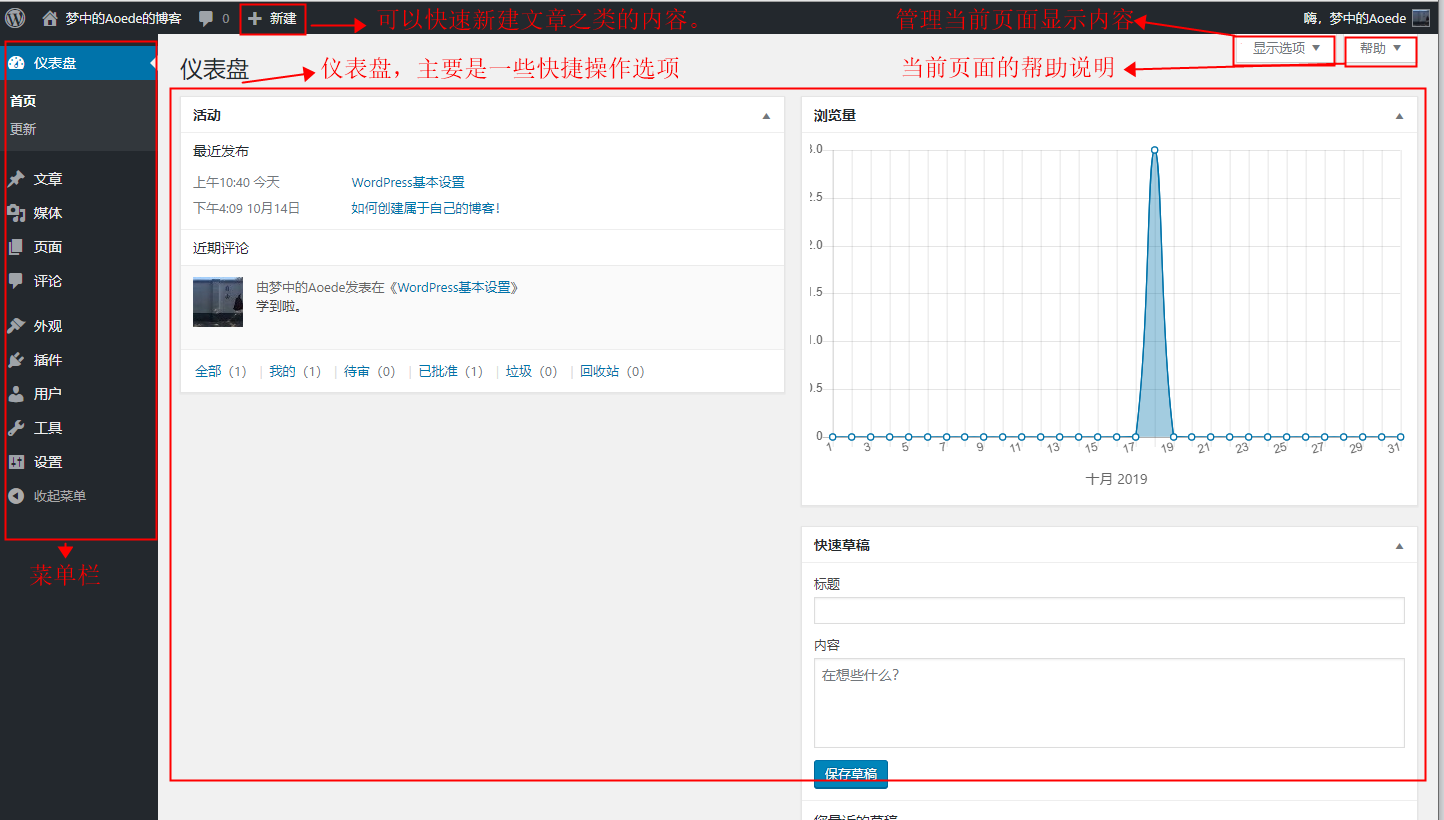 梦中的Aoede的博客 0 新建 可以快速新建文章之类的内容。 管理当前页面显示内容 嗨，梦中的Aoede
显示选项 帮助
仪表盘
首页
更新
文章
媒体
页面
评论
外观
插件
用户
工具
设置
收起菜单
菜单栏
仪表盘 仪表盘，主要是一些快捷操作选项 当前页面的帮助说明
活动
最近发布
上午10:40 今天 WordPress基本设置
下午4:09 10月14日 如何创建属于自己的博客！
近期评论
由梦中的Aoede发表在《WordPress基本设置》
学到啦。
全部（1） | 我的（1） | 待审（0） | 已批准（1） | 垃圾（0） | 回收站（0）
浏览量
3.0
2.5
2.0
1.5
1.0
0.5
0
1 3 5 7 9 11 13 15 17 19 21 23 25 27 29 31
十月 2019
快速草稿
标题
内容
在想些什么？
保存草稿
您最近的草稿